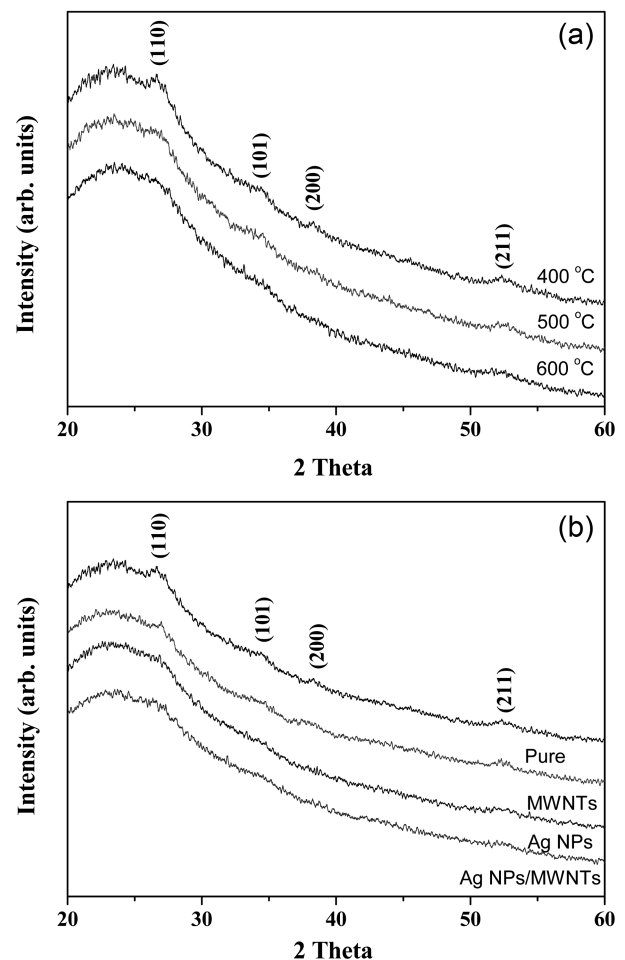 (a)
(110)
(101)
(200)
(211)
400 °C
500 °C
600 °C
Intensity (arb. units)
20 30 40 50 60
2 Theta
(b)
(110)
(101)
(200)
(211)
Pure
MWNTs
Ag NPs
Ag NPs/MWNTs
Intensity (arb. units)
20 30 40 50 60
2 Theta